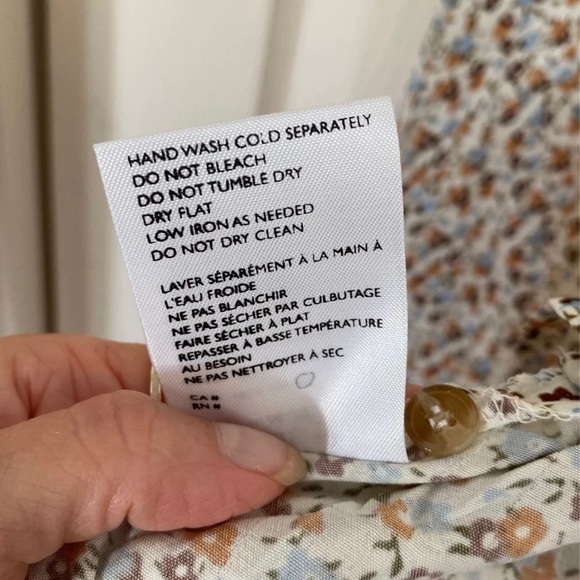 HAND WASH COLD SEPARATELY
DO NOT BLEACH
DO NOT TUMBLE DRY
DRY FLAT
LOW IRON AS NEEDED
DO NOT DRY CLEAN
LAVER SÉPARÉMENT À LA MAIN À
L'EAU FROIDE
NE PAS BLANCHIR
NE PAS SÉCHER PAR CULBUTAGE
FAIRE SÉCHER À PLAT
REPASSER À BASSE TEMPÉRATURE
AU BESOIN
NE PAS NETTROYER À SEC
CA #
RN #